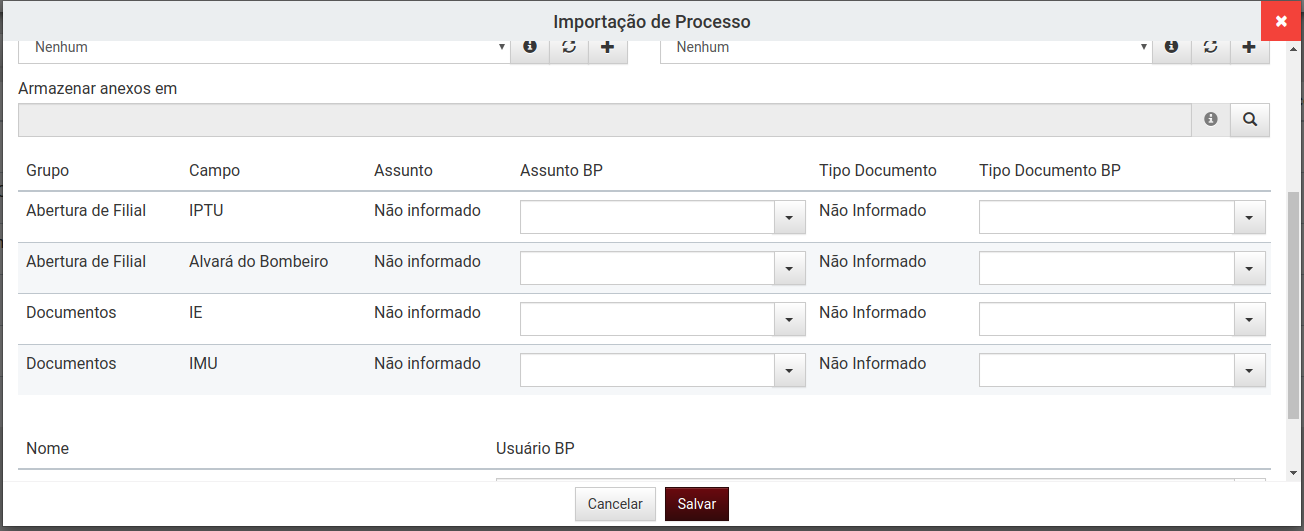 Importação de Processo
Nenhum Nenhum
Armazenar anexos em
Grupo Campo Assunto Assunto BP Tipo Documento Tipo Documento BP
Abertura de Filial IPTU Não informado Não Informado
Abertura de Filial Alvará do Bombeiro Não informado Não Informado
Documentos IE Não informado Não Informado
Documentos IMU Não informado Não Informado
Nome Usuário BP
Cancelar Salvar